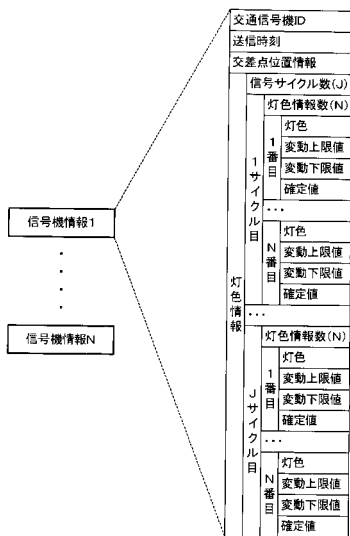 交通信号機ID
送信時刻
交差点位置情報
灯色情報
信号サイクル数(J)
1サイクル目
灯色情報数(N)
1番目
灯色
変動上限値
変動下限値
確定値
・・・
N番目
灯色
変動上限値
変動下限値
確定値
・・・
Jサイクル目
灯色情報数(N)
1番目
灯色
変動上限値
変動下限値
確定値
・・・
N番目
灯色
変動上限値
変動下限値
確定値
信号機情報1
・
・
・
・
信号機情報N